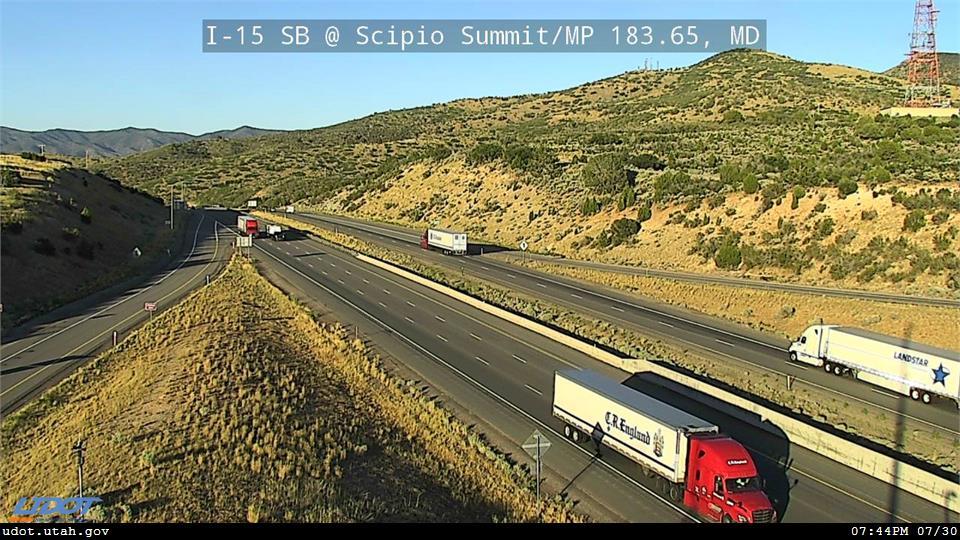 I-15 SB @ Scipio Summit/MP 183.65, MD
LANDSTAR
C.R.England
UDOT
udot.utah.gov
07:44PM 07/30